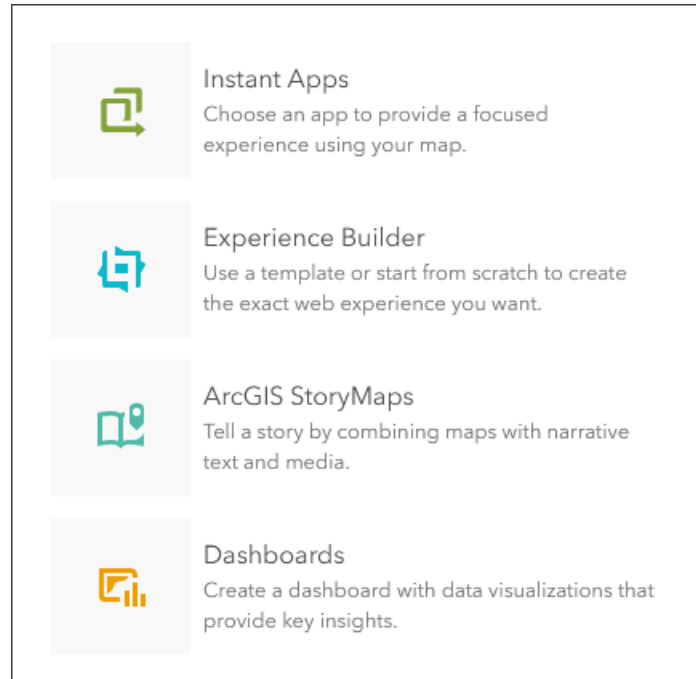 Instant Apps
Choose an app to provide a focused
experience using your map.
Experience Builder
Use a template or start from scratch to create
the exact web experience you want.
ArcGIS StoryMaps
Tell a story by combining maps with narrative
text and media.
Dashboards
Create a dashboard with data visualizations that
provide key insights.